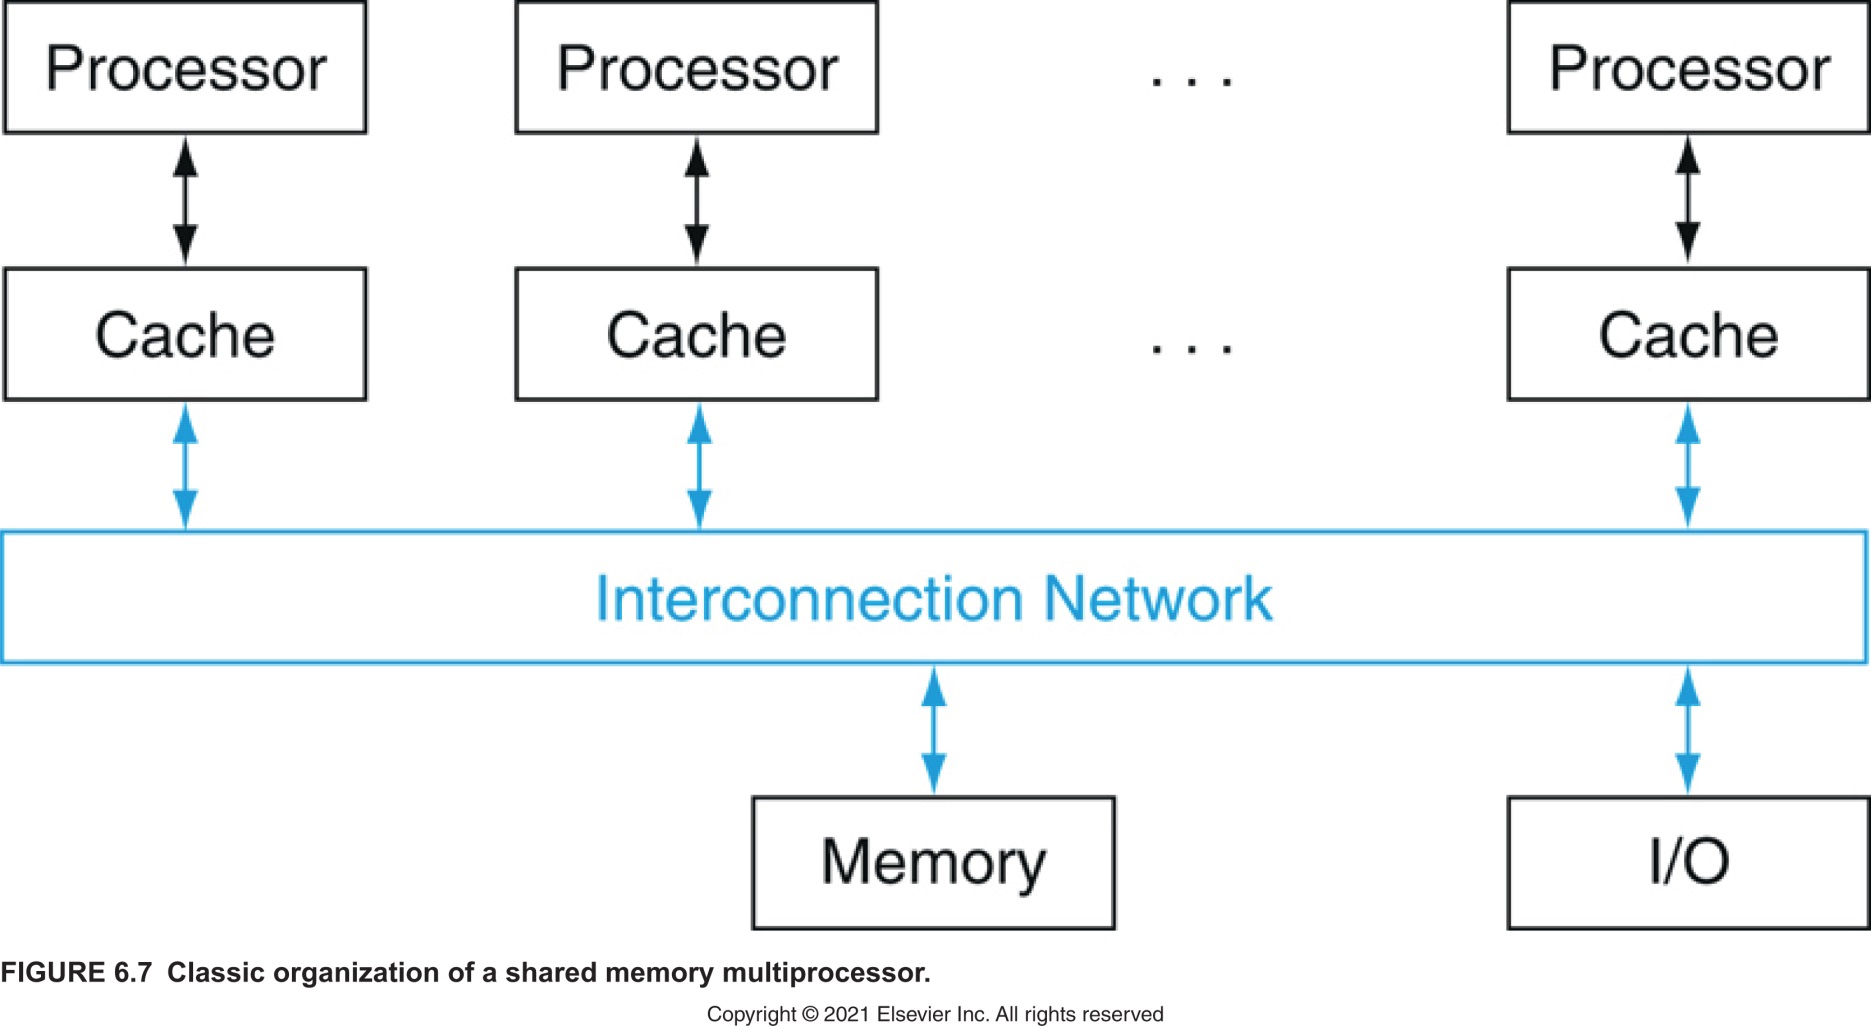 Processor Processor . . . Processor
Cache Cache . . . Cache
Interconnection Network
Memory I/O
FIGURE 6.7 Classic organization of a shared memory multiprocessor.
Copyright © 2021 Elsevier Inc. All rights reserved